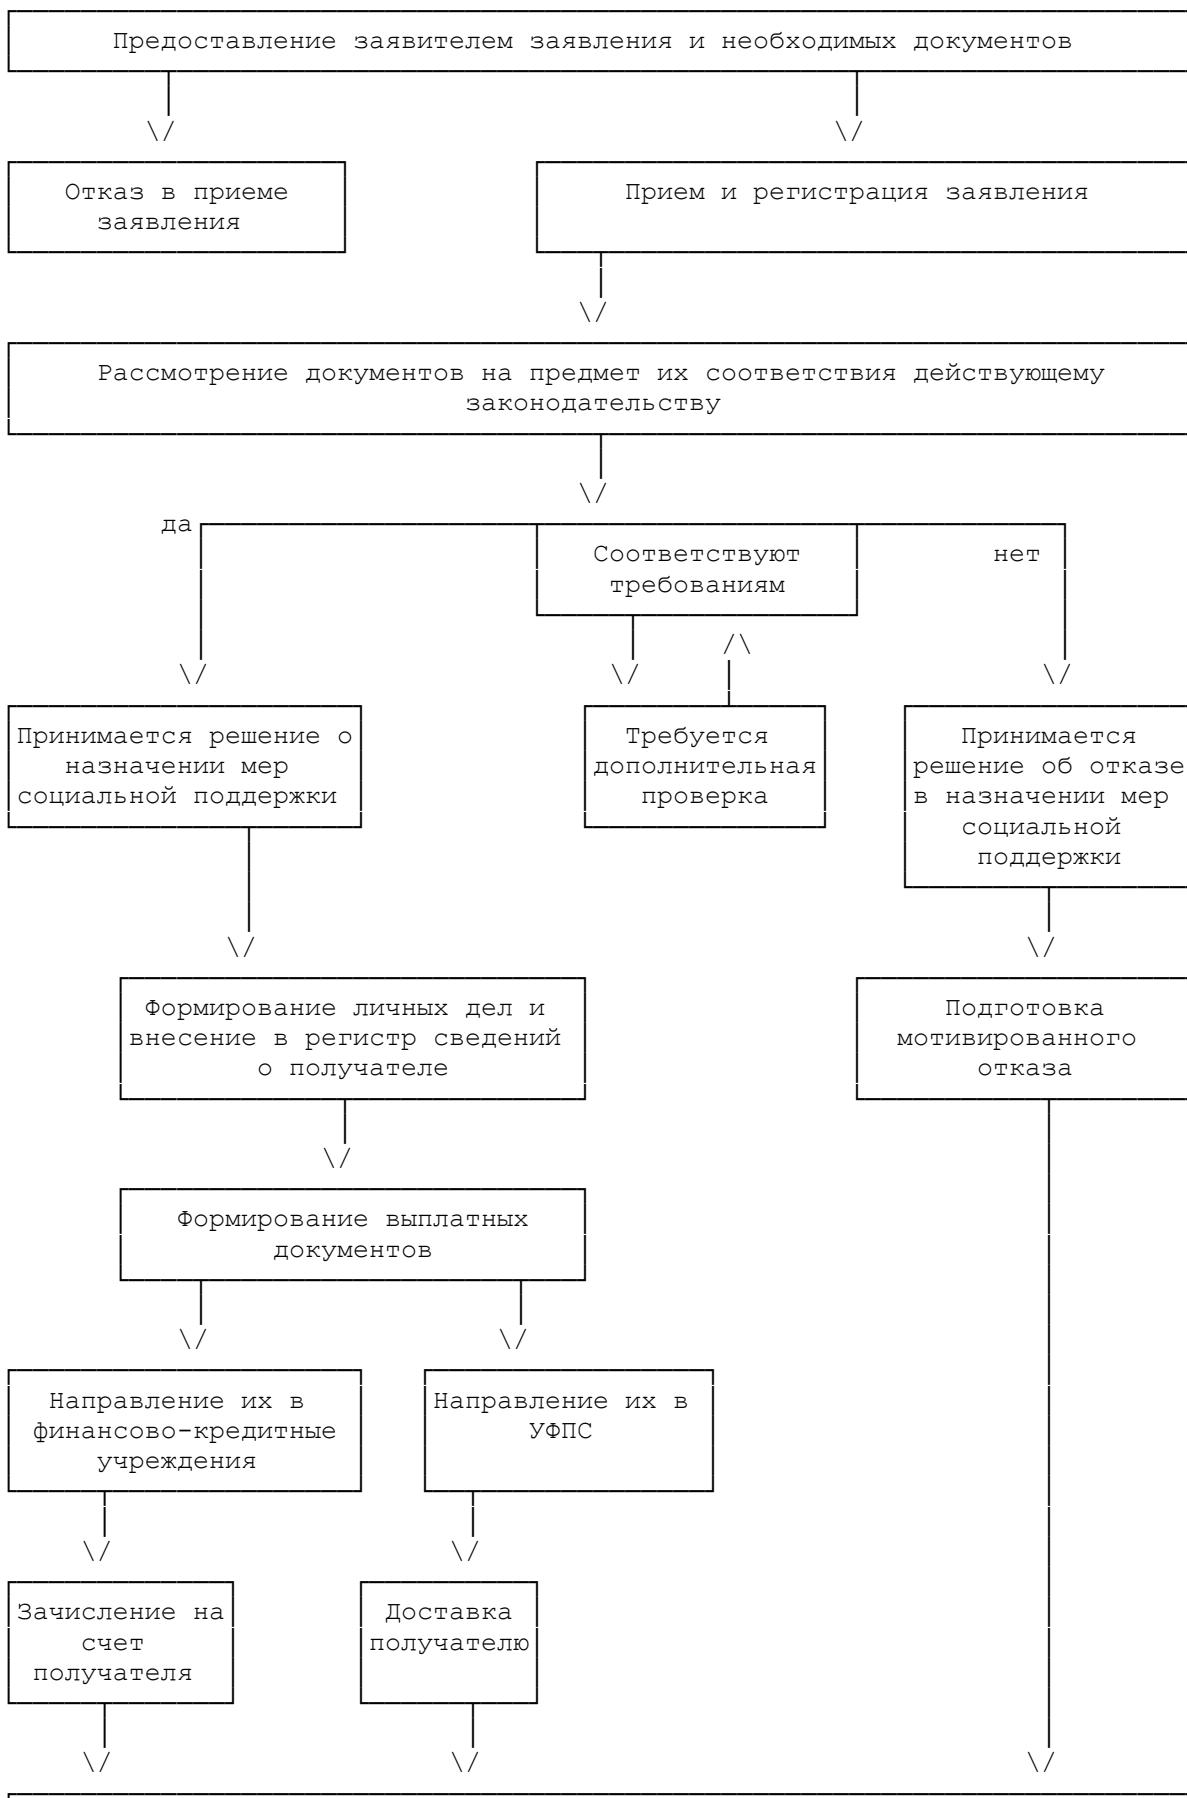 Предоставление заявителем заявления и необходимых документов
Отказ в приеме
заявления
Прием и регистрация заявления
Рассмотрение документов на предмет их соответствия действующему
законодательству
да
Соответствуют
требованиям
нет
Принимается решение о
назначении мер
социальной поддержки
Требуется
дополнительная
проверка
Принимается
решение об отказе
в назначении мер
социальной
поддержки
Формирование личных дел и
внесение в регистр сведений
о получателе
Подготовка
мотивированного
отказа
Формирование выплатных
документов
Направление их в
финансово-кредитные
учреждения
Направление их в
УФПС
Зачисление на
счет
получателя
Доставка
получателю